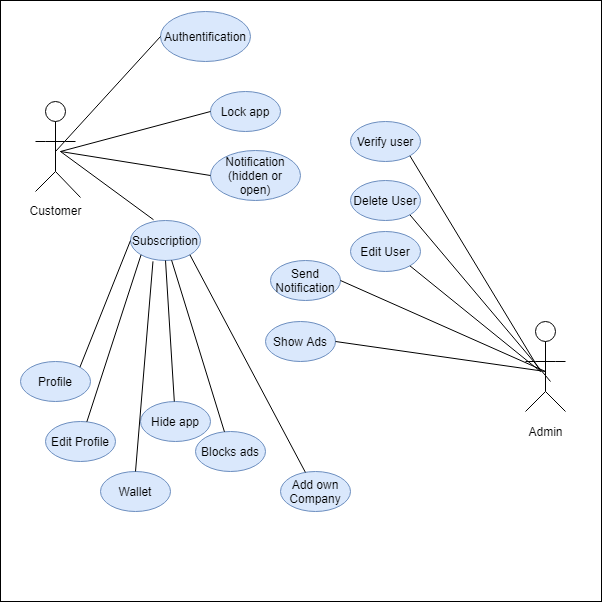 Authentification
Lock app
Notification
(hidden or
open)
Customer
Subscription
Verify user
Delete User
Edit User
Send
Notification
Show Ads
Admin
Profile
Edit Profile
Wallet
Hide app
Blocks ads
Add own
Company